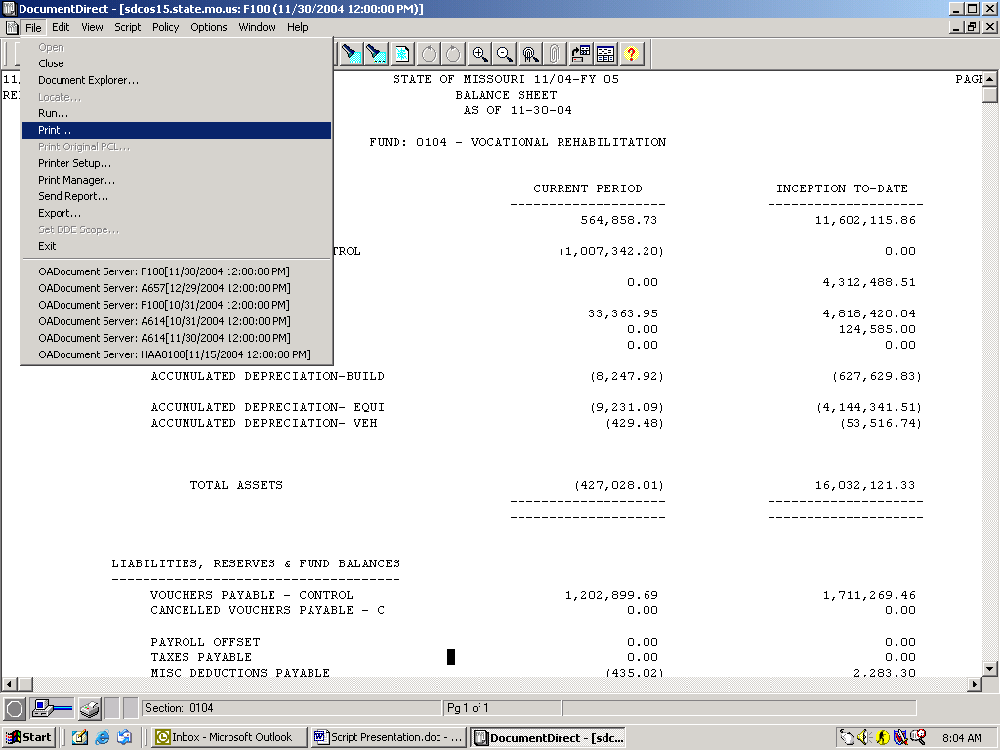 DocumentDirect - [sdcos15.state.mo.us: F100 (11/30/2004 12:00:00 PM)]
File Edit View Script Policy Options Window Help
Open
Close
Document Explorer...
Locate...
Run...
Print...
Print Original PCL...
Printer Setup...
Print Manager...
Send Report...
Export...
Set DDE Scope...
Exit
OADocument Server: F100[11/30/2004 12:00:00 PM]
OADocument Server: A657[12/29/2004 12:00:00 PM]
OADocument Server: F100[10/31/2004 12:00:00 PM]
OADocument Server: A614[10/31/2004 12:00:00 PM]
OADocument Server: A614[11/30/2004 12:00:00 PM]
OADocument Server: HAA8100[11/15/2004 12:00:00 PM]
11/ STATE OF MISSOURI 11/04-FY 05 PAGE
RE BALANCE SHEET
AS OF 11-30-04
FUND: 0104 - VOCATIONAL REHABILITATION
CURRENT PERIOD INCEPTION TO-DATE
-------------------- --------------------
564,858.73 11,602,115.86
TROL (1,007,342.20) 0.00
0.00 4,312,488.51
33,363.95 4,818,420.04
0.00 124,585.00
0.00 0.00
ACCUMULATED DEPRECIATION-BUILD (8,247.92) (627,629.83)
ACCUMULATED DEPRECIATION- EQUI (9,231.09) (4,144,341.51)
ACCUMULATED DEPRECIATION- VEH (429.48) (53,516.74)
TOTAL ASSETS (427,028.01) 16,032,121.33
-------------------- --------------------
-------------------- --------------------
LIABILITIES, RESERVES & FUND BALANCES
-------------------------------------
VOUCHERS PAYABLE - CONTROL 1,202,899.69 1,711,269.46
CANCELLED VOUCHERS PAYABLE - C 0.00 0.00
PAYROLL OFFSET 0.00 0.00
TAXES PAYABLE 0.00 0.00
MISC DEDUCTIONS PAYABLE (435.02) 2,283.30
Section: 0104 Pg 1 of 1
Start Inbox - Microsoft Outlook Script Presentation.doc - ... DocumentDirect - [sdc... 8:04 AM